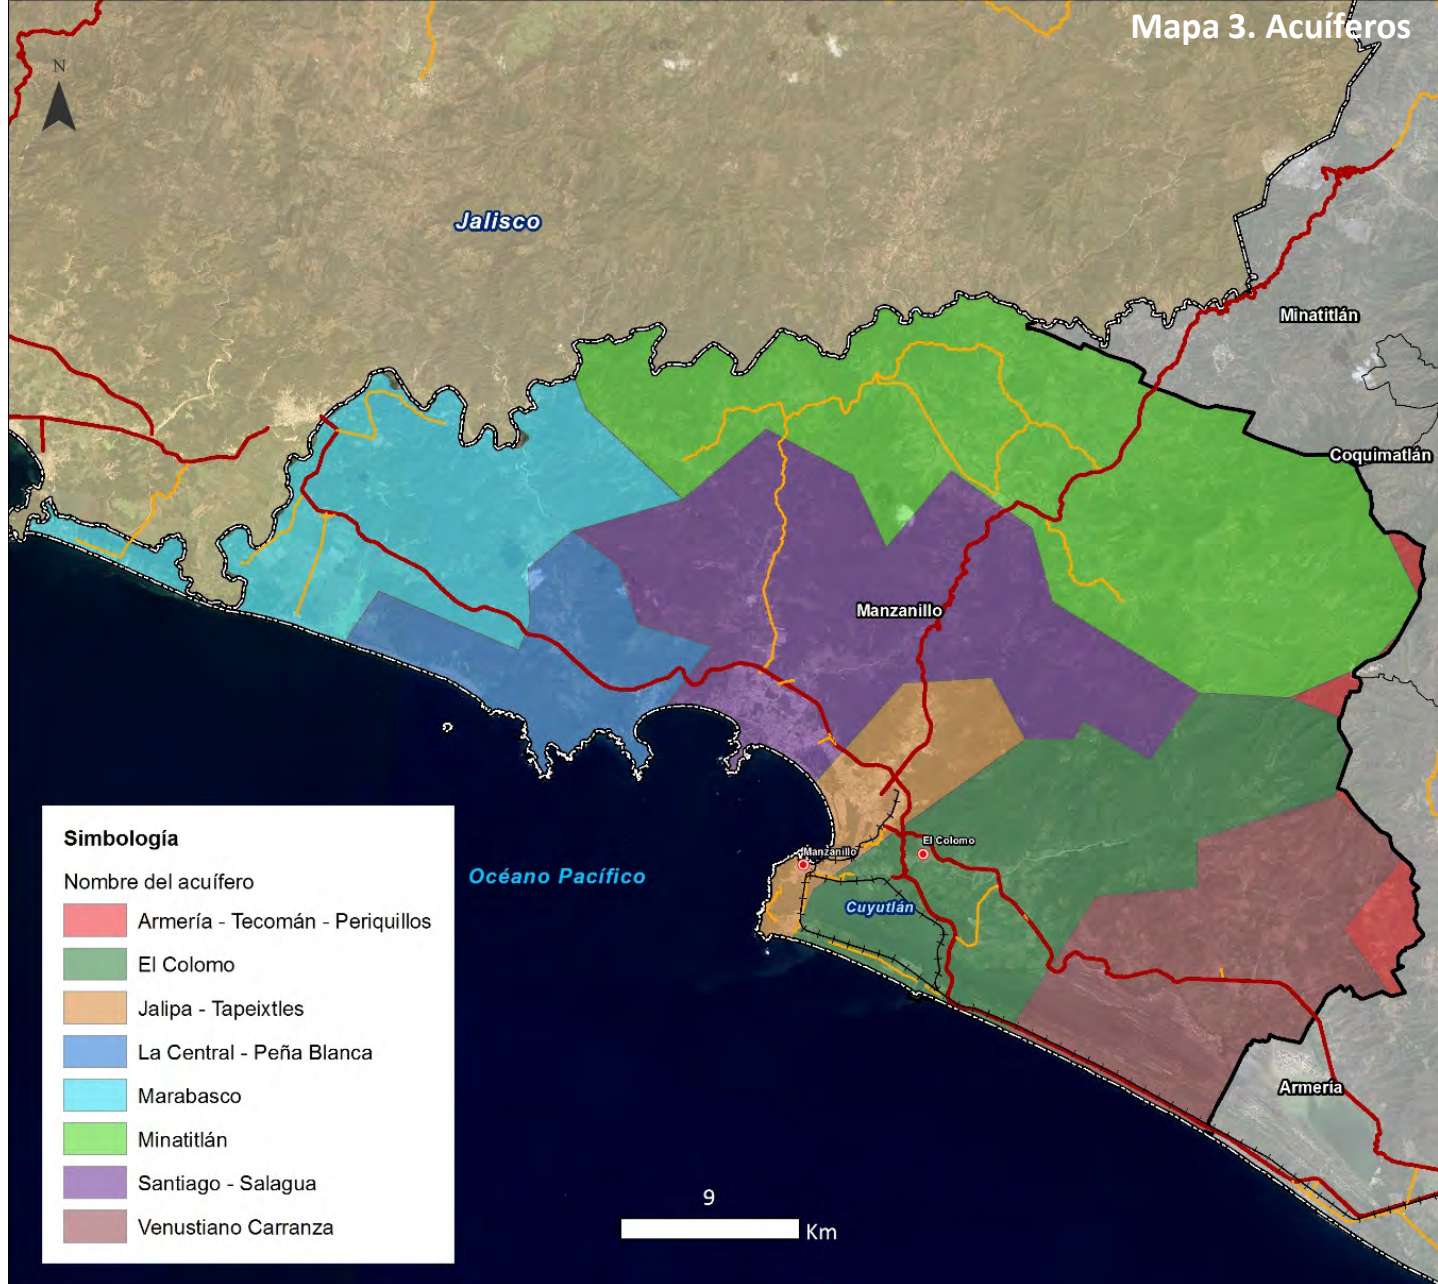 Mapa 3. Acuíferos
N
Jalisco
Minatitlán
Coquimatlán
Manzanillo
Manzanillo
El Colomo
Cuyutlán
Océano Pacífico
Armería
Simbología
Nombre del acuífero
Armería - Tecomán - Periquillos
El Colomo
Jalipa - Tapeixtles
La Central - Peña Blanca
Marabasco
Minatitlán
Santiago - Salagua
Venustiano Carranza
9
Km